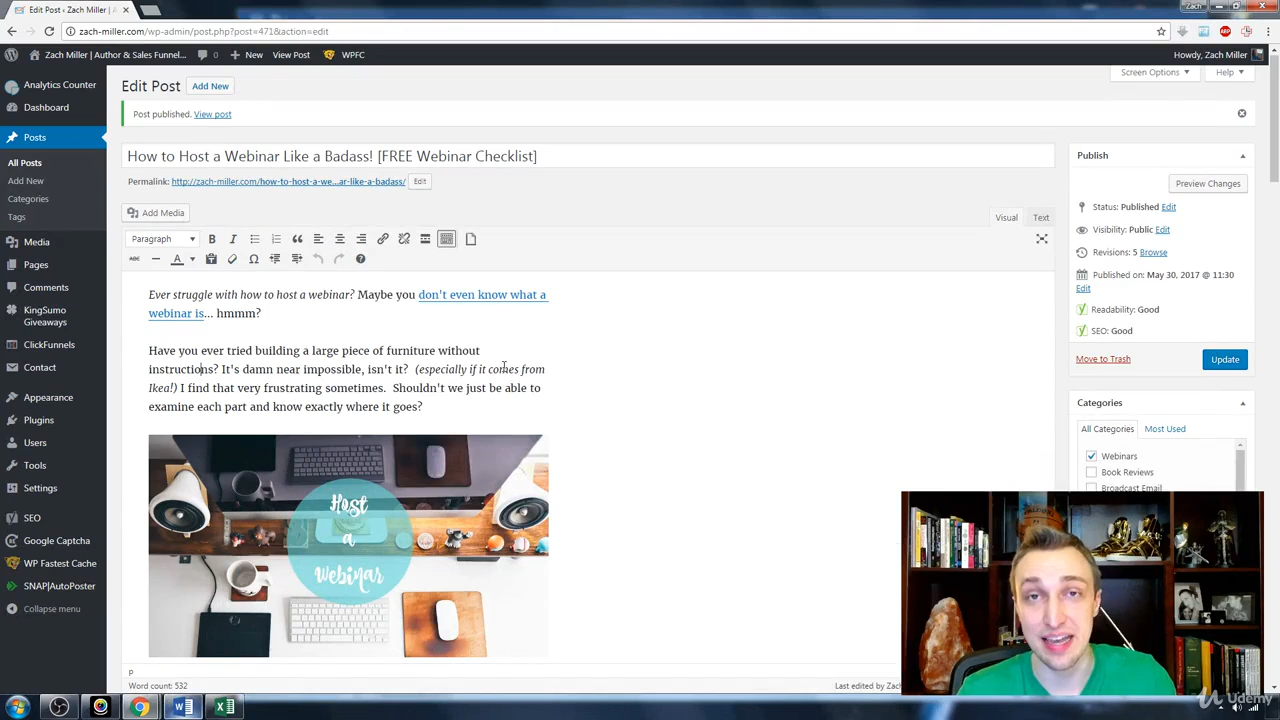 Edit Post ‹ Zach Miller
Zach
zach-miller.com/wp-admin/post.php?post=471&action=edit
ABP
Zach Miller | Author & Sales Funnel...
0
New
View Post
WPFC
Howdy, Zach Miller
Analytics Counter
Dashboard
Posts
All Posts
Add New
Categories
Tags
Media
Pages
Comments
KingSumo
Giveaways
ClickFunnels
Contact
Appearance
Plugins
Users
Tools
Settings
SEO
Google Captcha
WP Fastest Cache
SNAP|AutoPoster
Collapse menu
Edit Post
Add New
Screen Options
Help
Post published. View post
How to Host a Webinar Like a Badass! [FREE Webinar Checklist]
Permalink: http://zach-miller.com/how-to-host-a-we...ar-like-a-badass/ Edit
Add Media
Visual
Text
Paragraph
B
I
ABC
A
Ever struggle with how to host a webinar? Maybe you don't even know what a
webinar is... hmmm?
Have you ever tried building a large piece of furniture without
instructions? It's damn near impossible, isn't it? (especially if it comes from
Ikea!) I find that very frustrating sometimes. Shouldn't we just be able to
examine each part and know exactly where it goes?
Host
a
webinar
p
Word count: 532
Last edited by Zach
Publish
Preview Changes
Status: Published Edit
Visibility: Public Edit
Revisions: 5 Browse
Published on: May 30, 2017 @ 11:30
Edit
Readability: Good
SEO: Good
Move to Trash
Update
Categories
All Categories
Most Used
Webinars
Book Reviews
Broadcast Email
Udemy